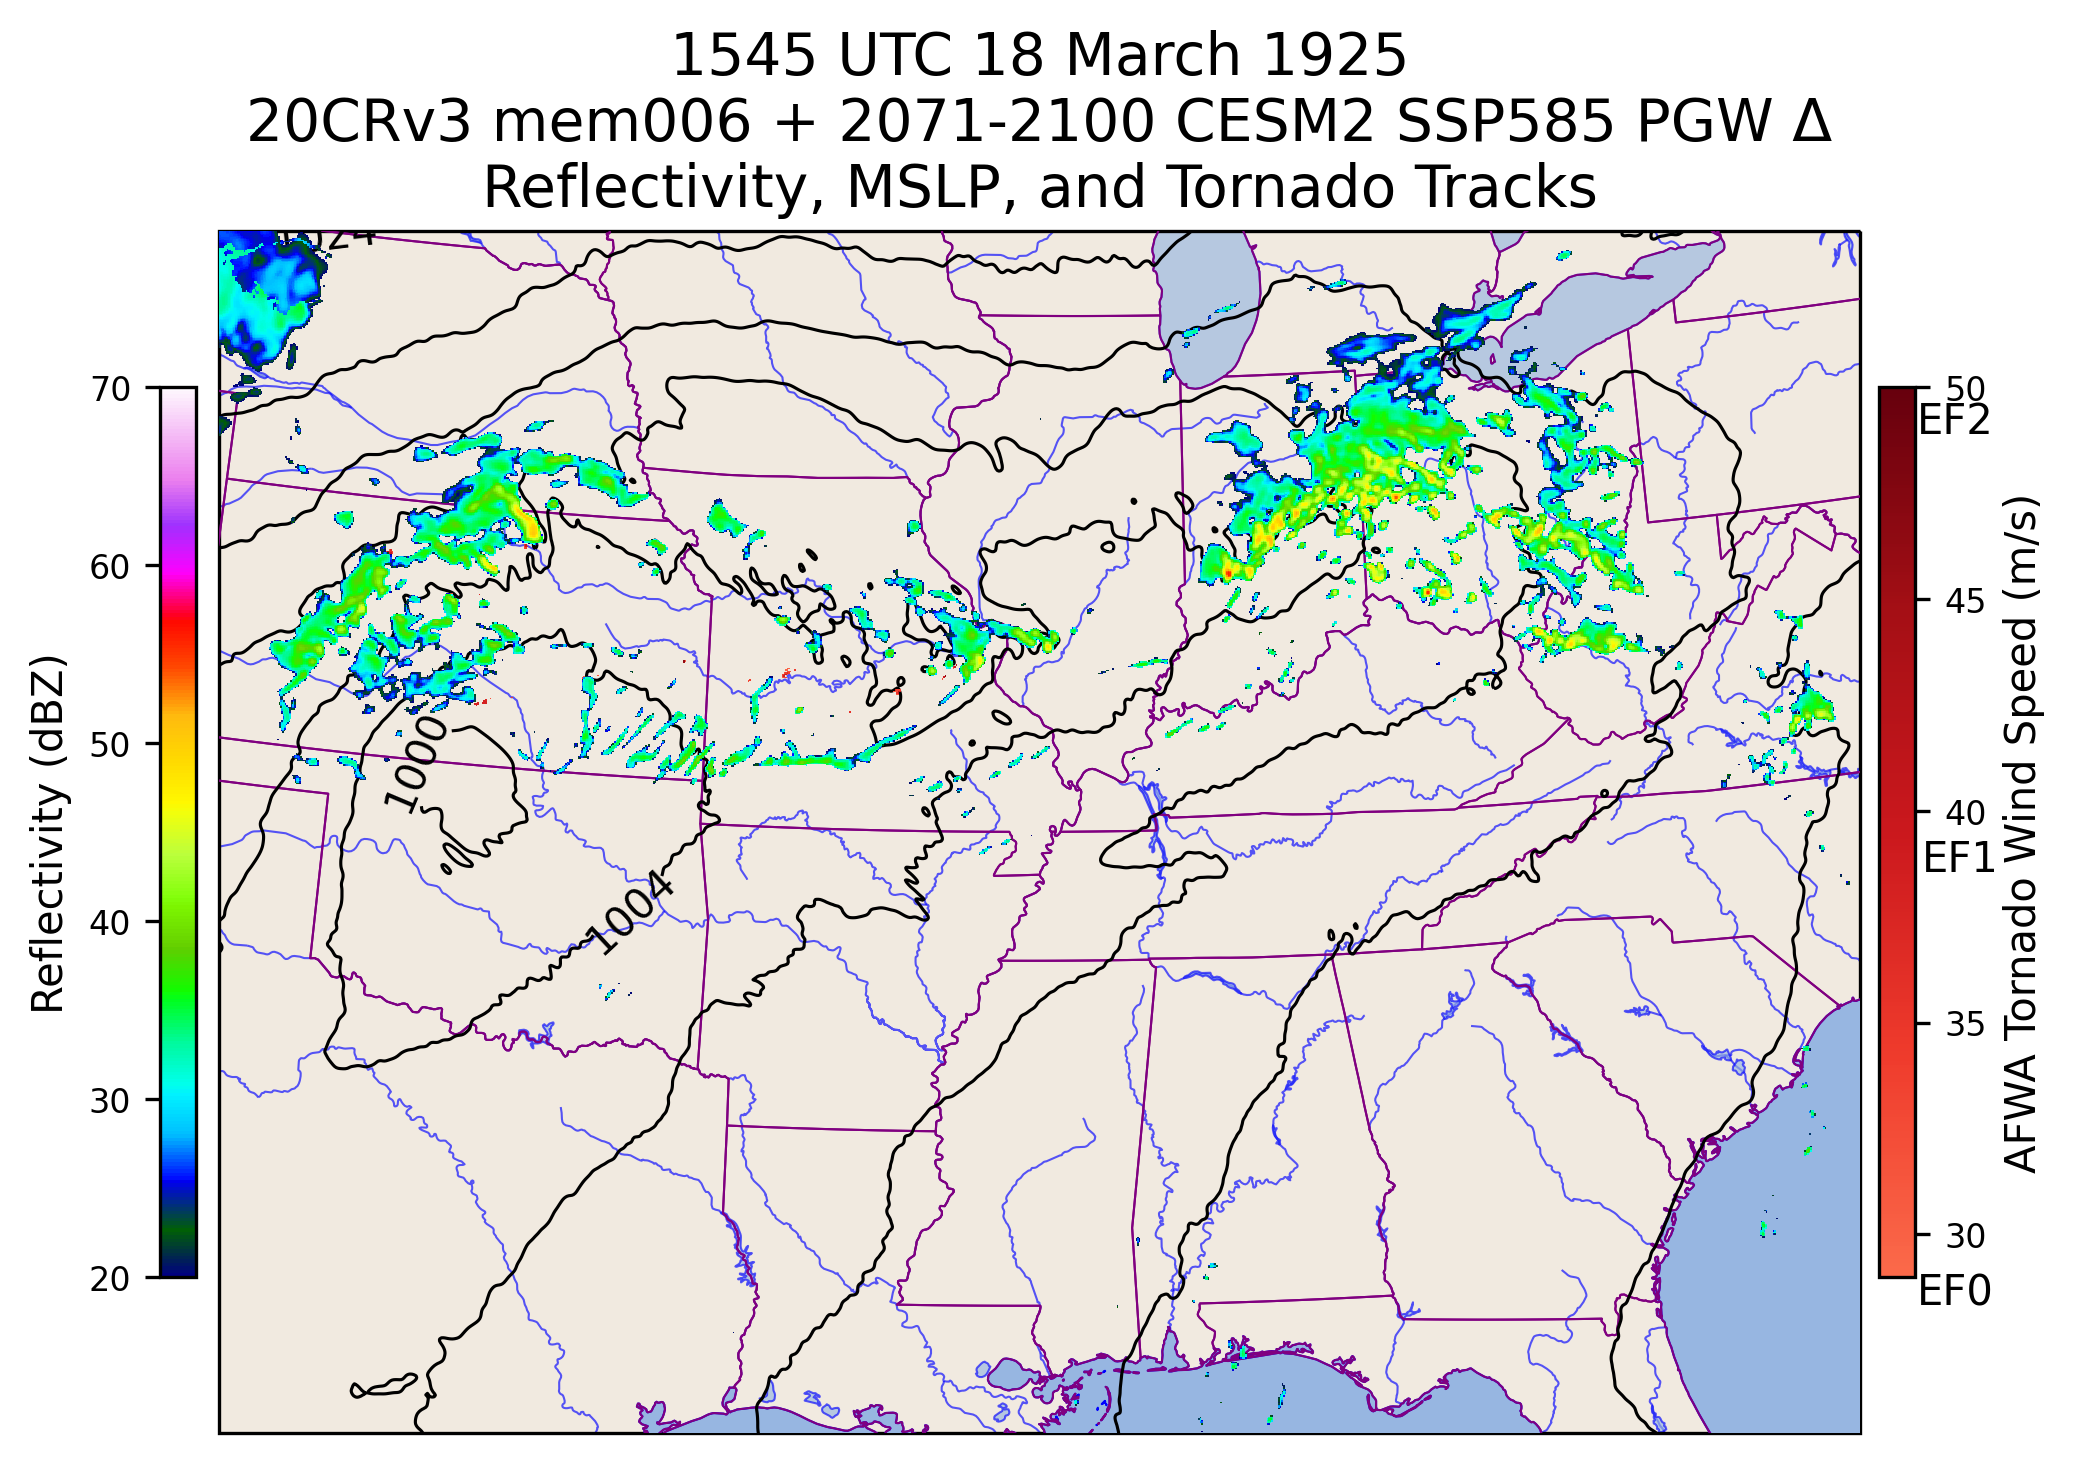 1545 UTC 18 March 1925
20CRv3 mem006 + 2071-2100 CESM2 SSP585 PGW Δ
Reflectivity, MSLP, and Tornado Tracks
70
60
50
40
30
20
Reflectivity (dBZ)
1000
1004
50
EF2
45
40
EF1
35
30
EF0
AFWA Tornado Wind Speed (m/s)